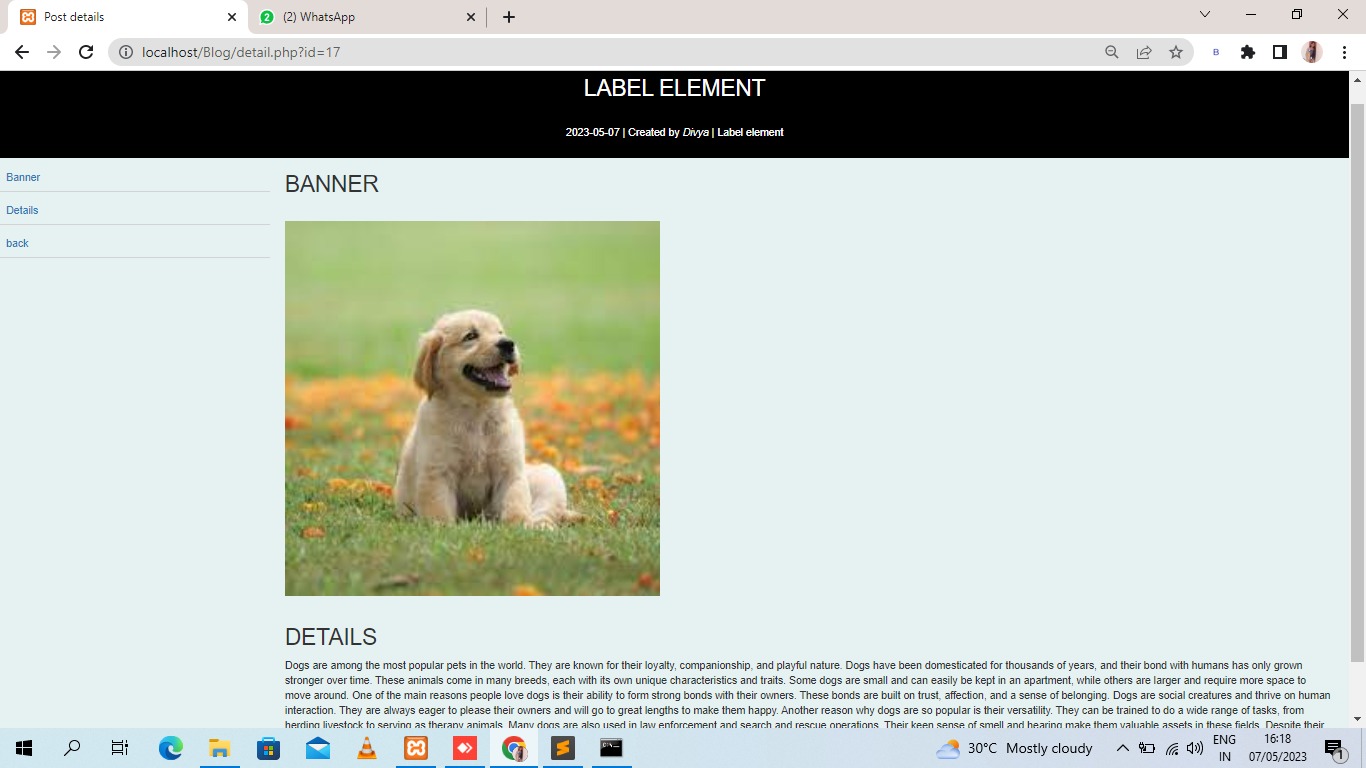 Post details
2 (2) WhatsApp
localhost/Blog/detail.php?id=17
B
LABEL ELEMENT
2023-05-07 | Created by Divya | Label element
Banner
Details
back
BANNER
DETAILS
Dogs are among the most popular pets in the world. They are known for their loyalty, companionship, and playful nature. Dogs have been domesticated for thousands of years, and their bond with humans has only grown
stronger over time. These animals come in many breeds, each with its own unique characteristics and traits. Some dogs are small and can easily be kept in an apartment, while others are larger and require more space to
move around. One of the main reasons people love dogs is their ability to form strong bonds with their owners. These bonds are built on trust, affection, and a sense of belonging. Dogs are social creatures and thrive on human
interaction. They are always eager to please their owners and will go to great lengths to make them happy. Another reason why dogs are so popular is their versatility. They can be trained to do a wide range of tasks, from
herding livestock to serving as therapy animals. Many dogs are also used in law enforcement and search and rescue operations. Their keen sense of smell and hearing make them valuable assets in these fields. Despite their
30°C Mostly cloudy
ENG
IN
16:18
07/05/2023
1